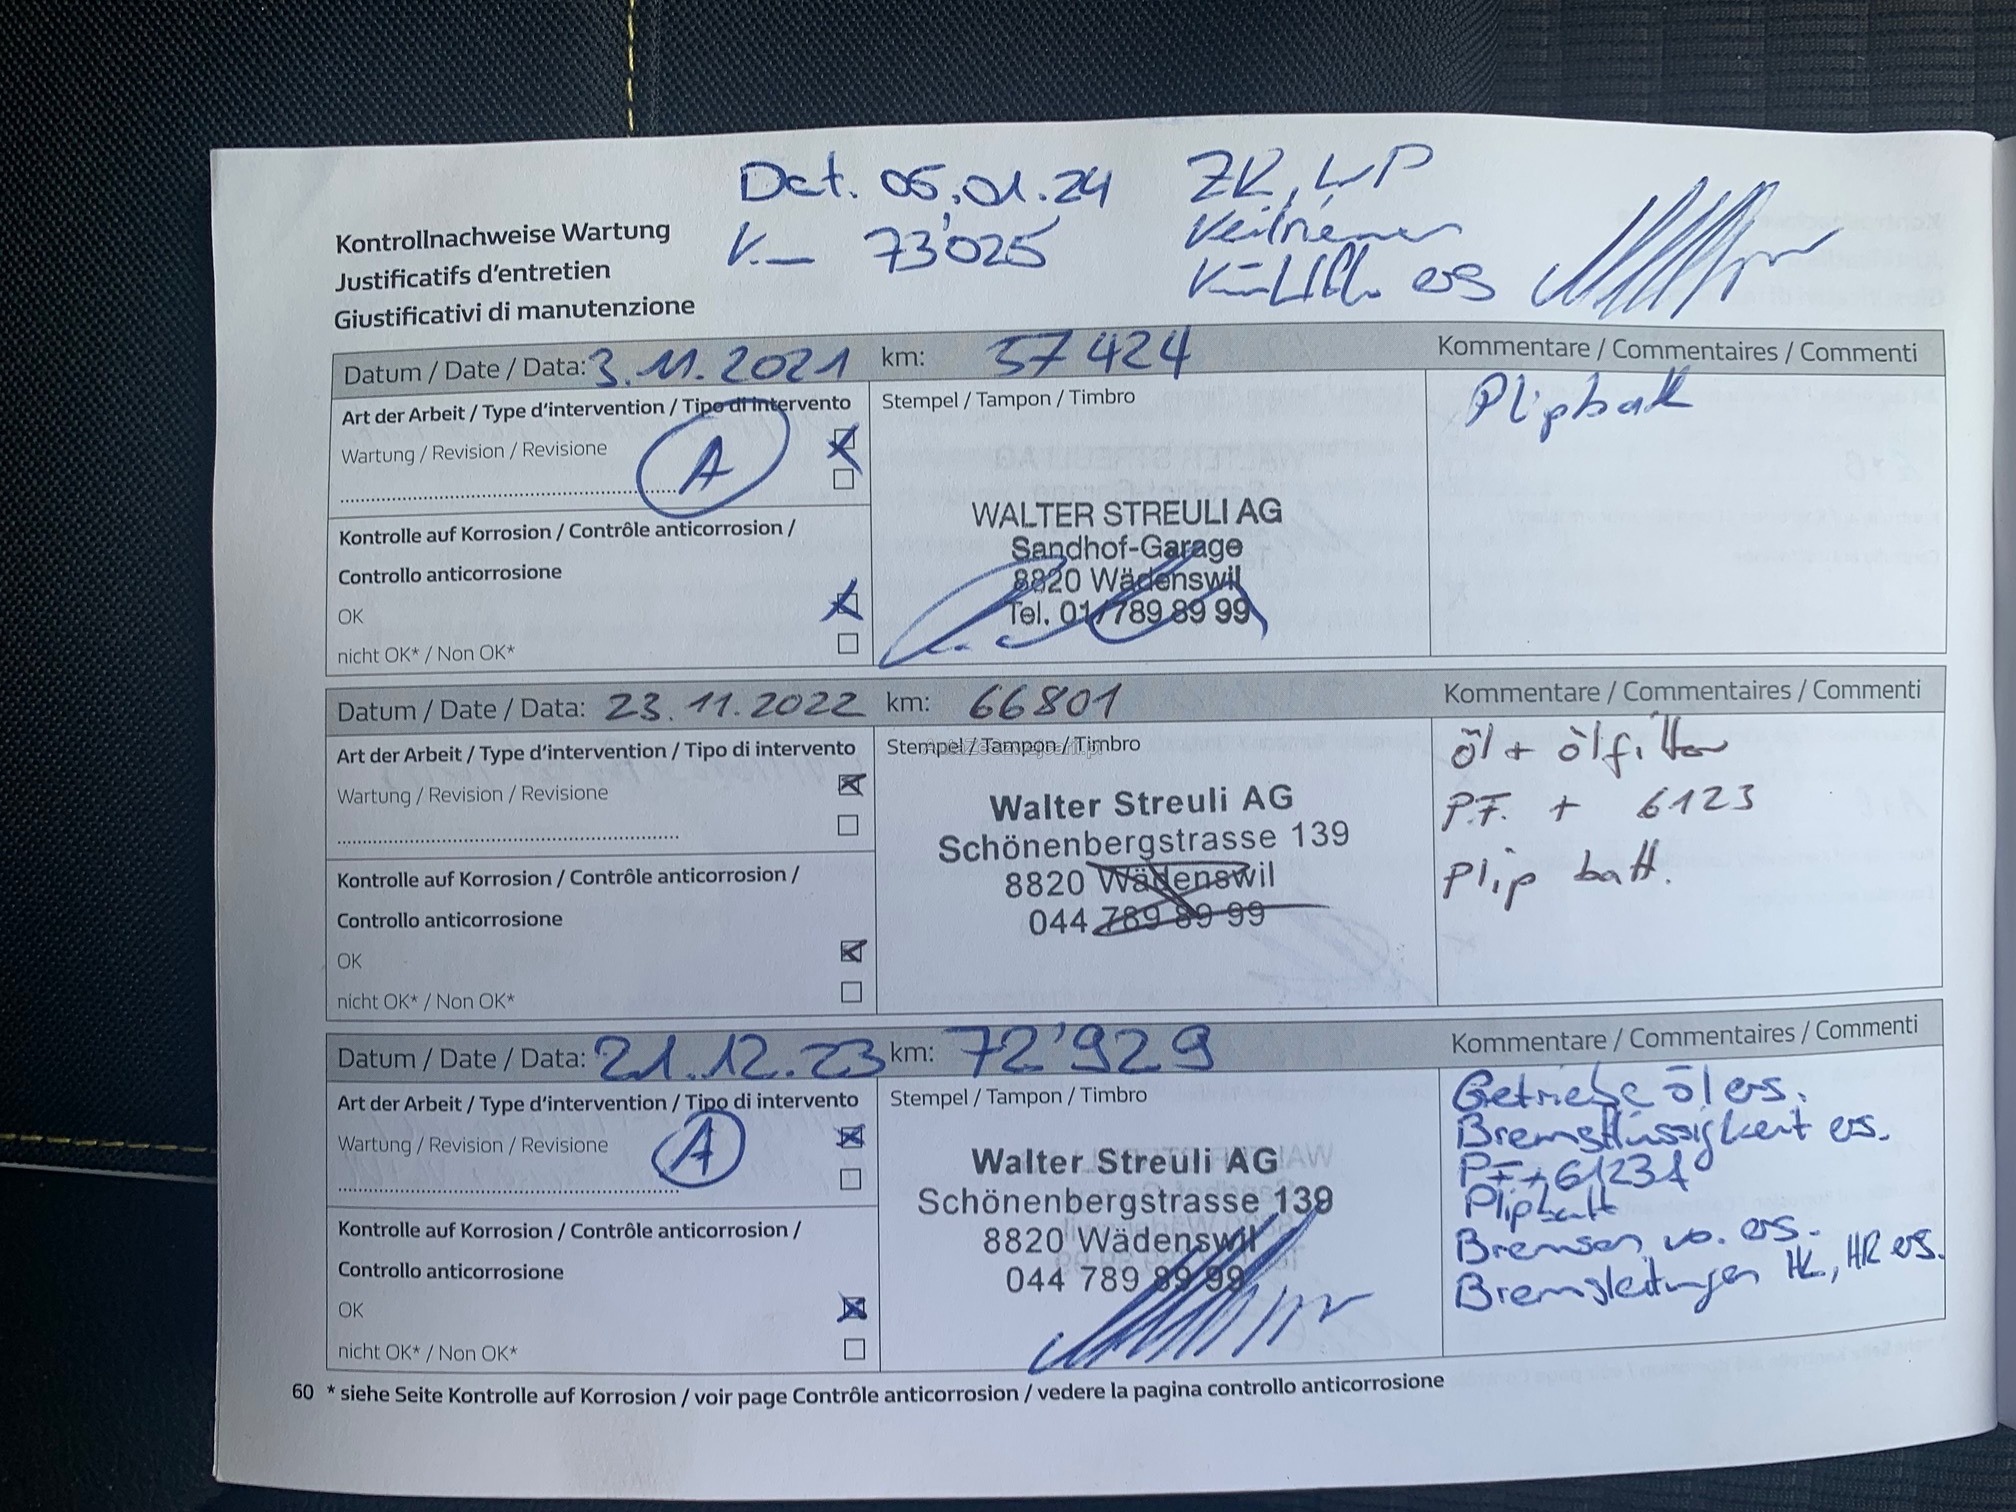 Dat. 05.01.24
ZR, WP
Keilriemen
K— 73'025
Kühlfl. ers
Kontrollnachweise Wartung
Justificatifs d'entretien
Giustificativi di manutenzione
Datum / Date / Data: 3.11.2021 km: 57424 Kommentare / Commentaires / Commenti
Art der Arbeit / Type d'intervention / Tipo di intervento
Stempel / Tampon / Timbro
Plipbatt
Wartung / Revision / Revisione
A
Kontrolle auf Korrosion / Contrôle anticorrosion /
Controllo anticorrosione
OK
nicht OK* / Non OK*
WALTER STREULI AG
Sandhof-Garage
8820 Wädenswil
Tel. 01/789 89 99
Datum / Date / Data: 23.11.2022 km: 66801 Kommentare / Commentaires / Commenti
Art der Arbeit / Type d'intervention / Tipo di intervento
Stempel / Tampon / Timbro
Wartung / Revision / Revisione
Kontrolle auf Korrosion / Contrôle anticorrosion /
Controllo anticorrosione
OK
nicht OK* / Non OK*
Walter Streuli AG
Schönenbergstrasse 139
8820 Wädenswil
044 789 89 99
öl + ölfilter
P.F. + 6123
Plip batt.
Datum / Date / Data: 21.12.23 km: 72'929 Kommentare / Commentaires / Commenti
Art der Arbeit / Type d'intervention / Tipo di intervento
Stempel / Tampon / Timbro
Wartung / Revision / Revisione
A
Kontrolle auf Korrosion / Contrôle anticorrosion /
Controllo anticorrosione
OK
nicht OK* / Non OK*
Walter Streuli AG
Schönenbergstrasse 139
8820 Wädenswil
044 789 89 99
Getriebe öl ers.
Bremsflüssigkeit ers.
PF + 61231
Plipbatt
Bremsen vo. ers.
Bremsleitungen HL, HR ers.
60 * siehe Seite Kontrolle auf Korrosion / voir page Contrôle anticorrosion / vedere la pagina controllo anticorrosione